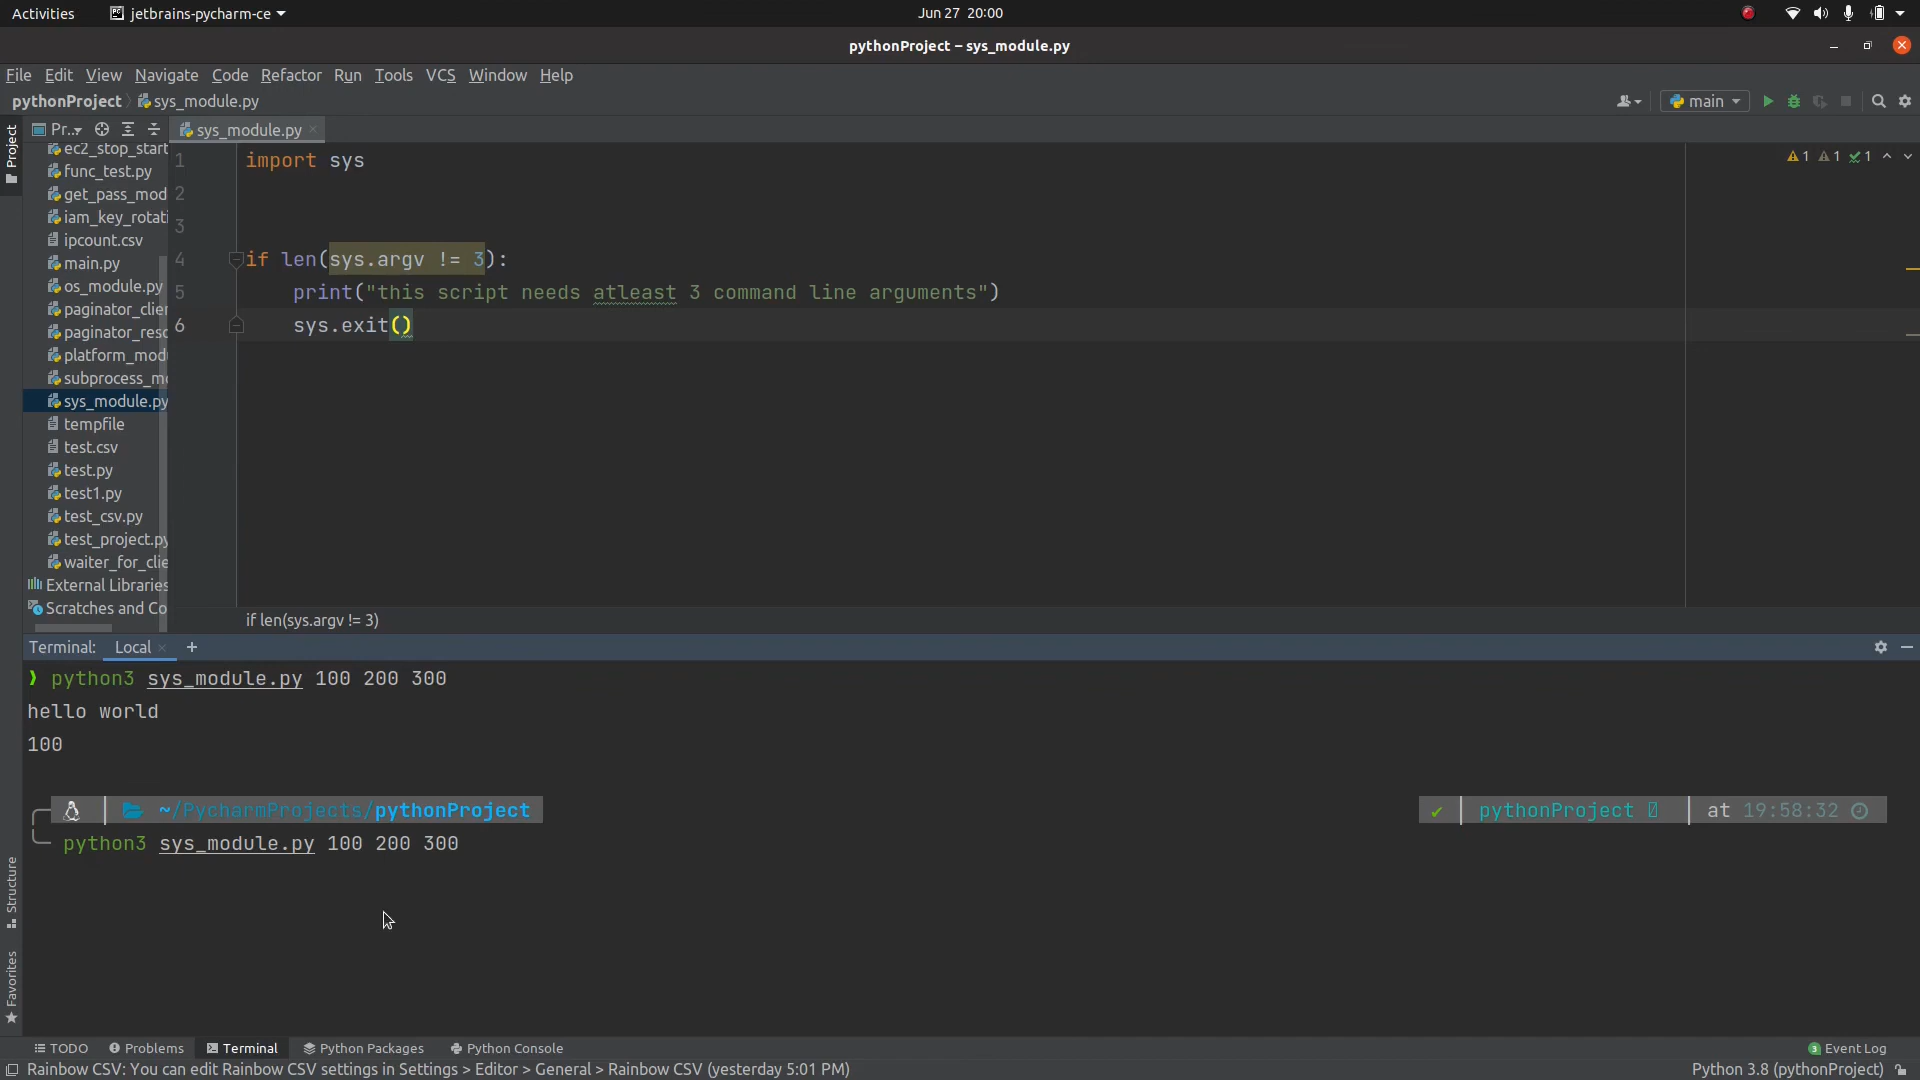 Activities jetbrains-pycharm-ce Jun 27 20:00
pythonProject – sys_module.py
File Edit View Navigate Code Refactor Run Tools VCS Window Help
pythonProject sys_module.py main
Project
Pr... sys_module.py
ec2_stop_start
func_test.py
get_pass_mod
iam_key_rotati
ipcount.csv
main.py
os_module.py
paginator_clie
paginator_reso
platform_mod
subprocess_mo
sys_module.py
tempfile
test.csv
test.py
test1.py
test_csv.py
test_project.py
waiter_for_clie
External Libraries
Scratches and Co
1 import sys
2
3
4 if len(sys.argv != 3):
5 print("this script needs atleast 3 command line arguments")
6 sys.exit()
1 1 1
if len(sys.argv != 3)
Terminal: Local +
❯ python3 sys_module.py 100 200 300
hello world
100
~/PycharmProjects/pythonProject ✔ pythonProject at 19:58:32
python3 sys_module.py 100 200 300
Structure
Favorites
TODO Problems Terminal Python Packages Python Console 3 Event Log
Rainbow CSV: You can edit Rainbow CSV settings in Settings > Editor > General > Rainbow CSV (yesterday 5:01 PM) Python 3.8 (pythonProject)